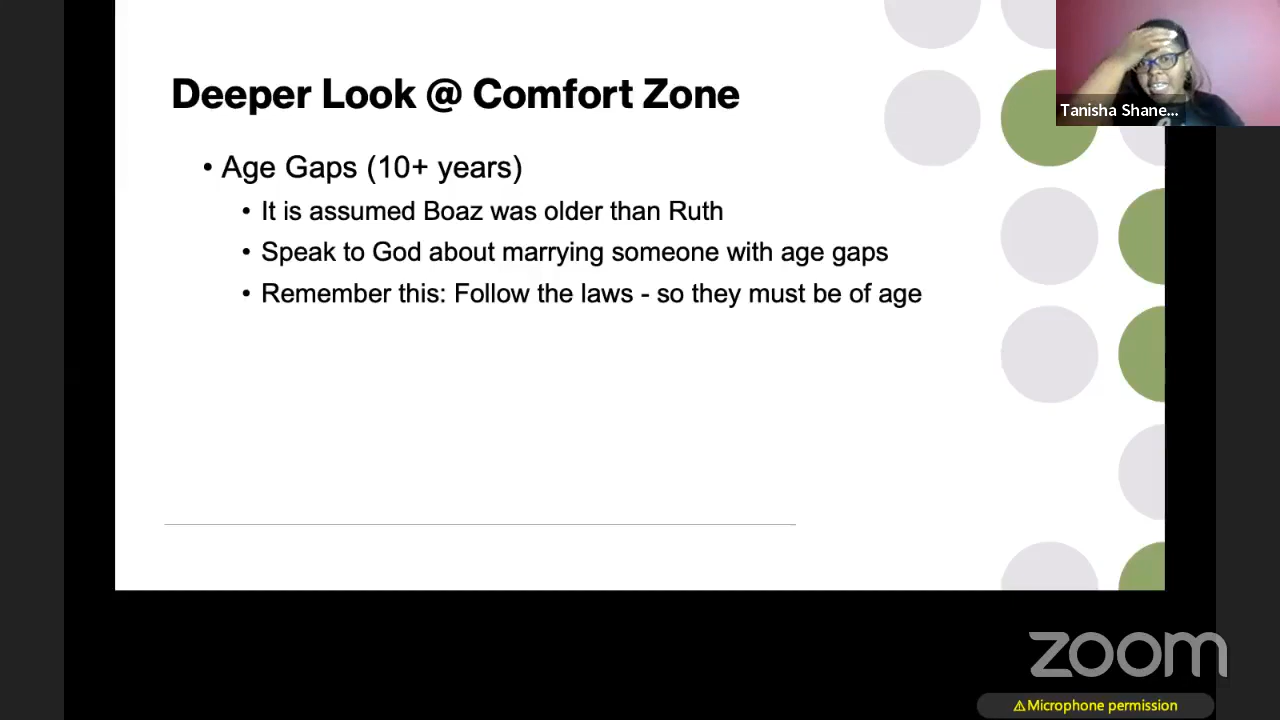 Deeper Look @ Comfort Zone
• Age Gaps (10+ years)
• It is assumed Boaz was older than Ruth
• Speak to God about marrying someone with age gaps
• Remember this: Follow the laws - so they must be of age
Tanisha Shane...
zoom
⚠Microphone permission